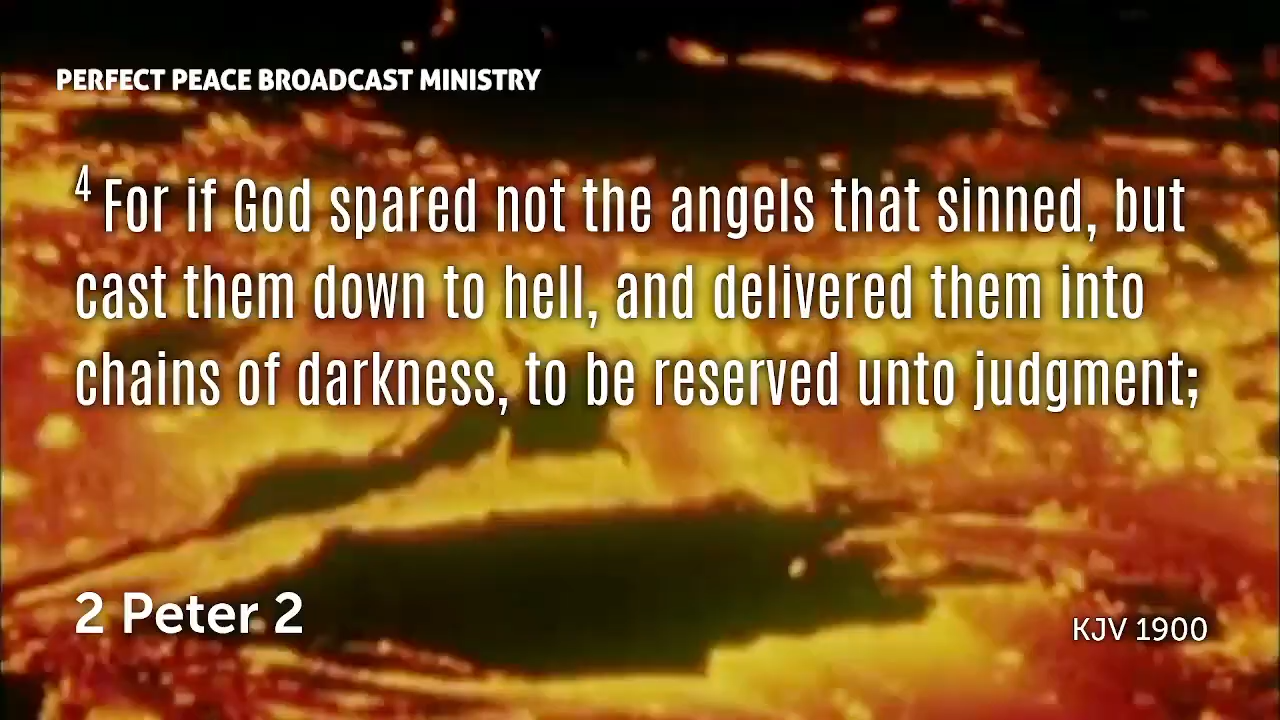 PERFECT PEACE BROADCAST MINISTRY
4 For if God spared not the angels that sinned, but
cast them down to hell, and delivered them into
chains of darkness, to be reserved unto judgment;
2 Peter 2
KJV 1900